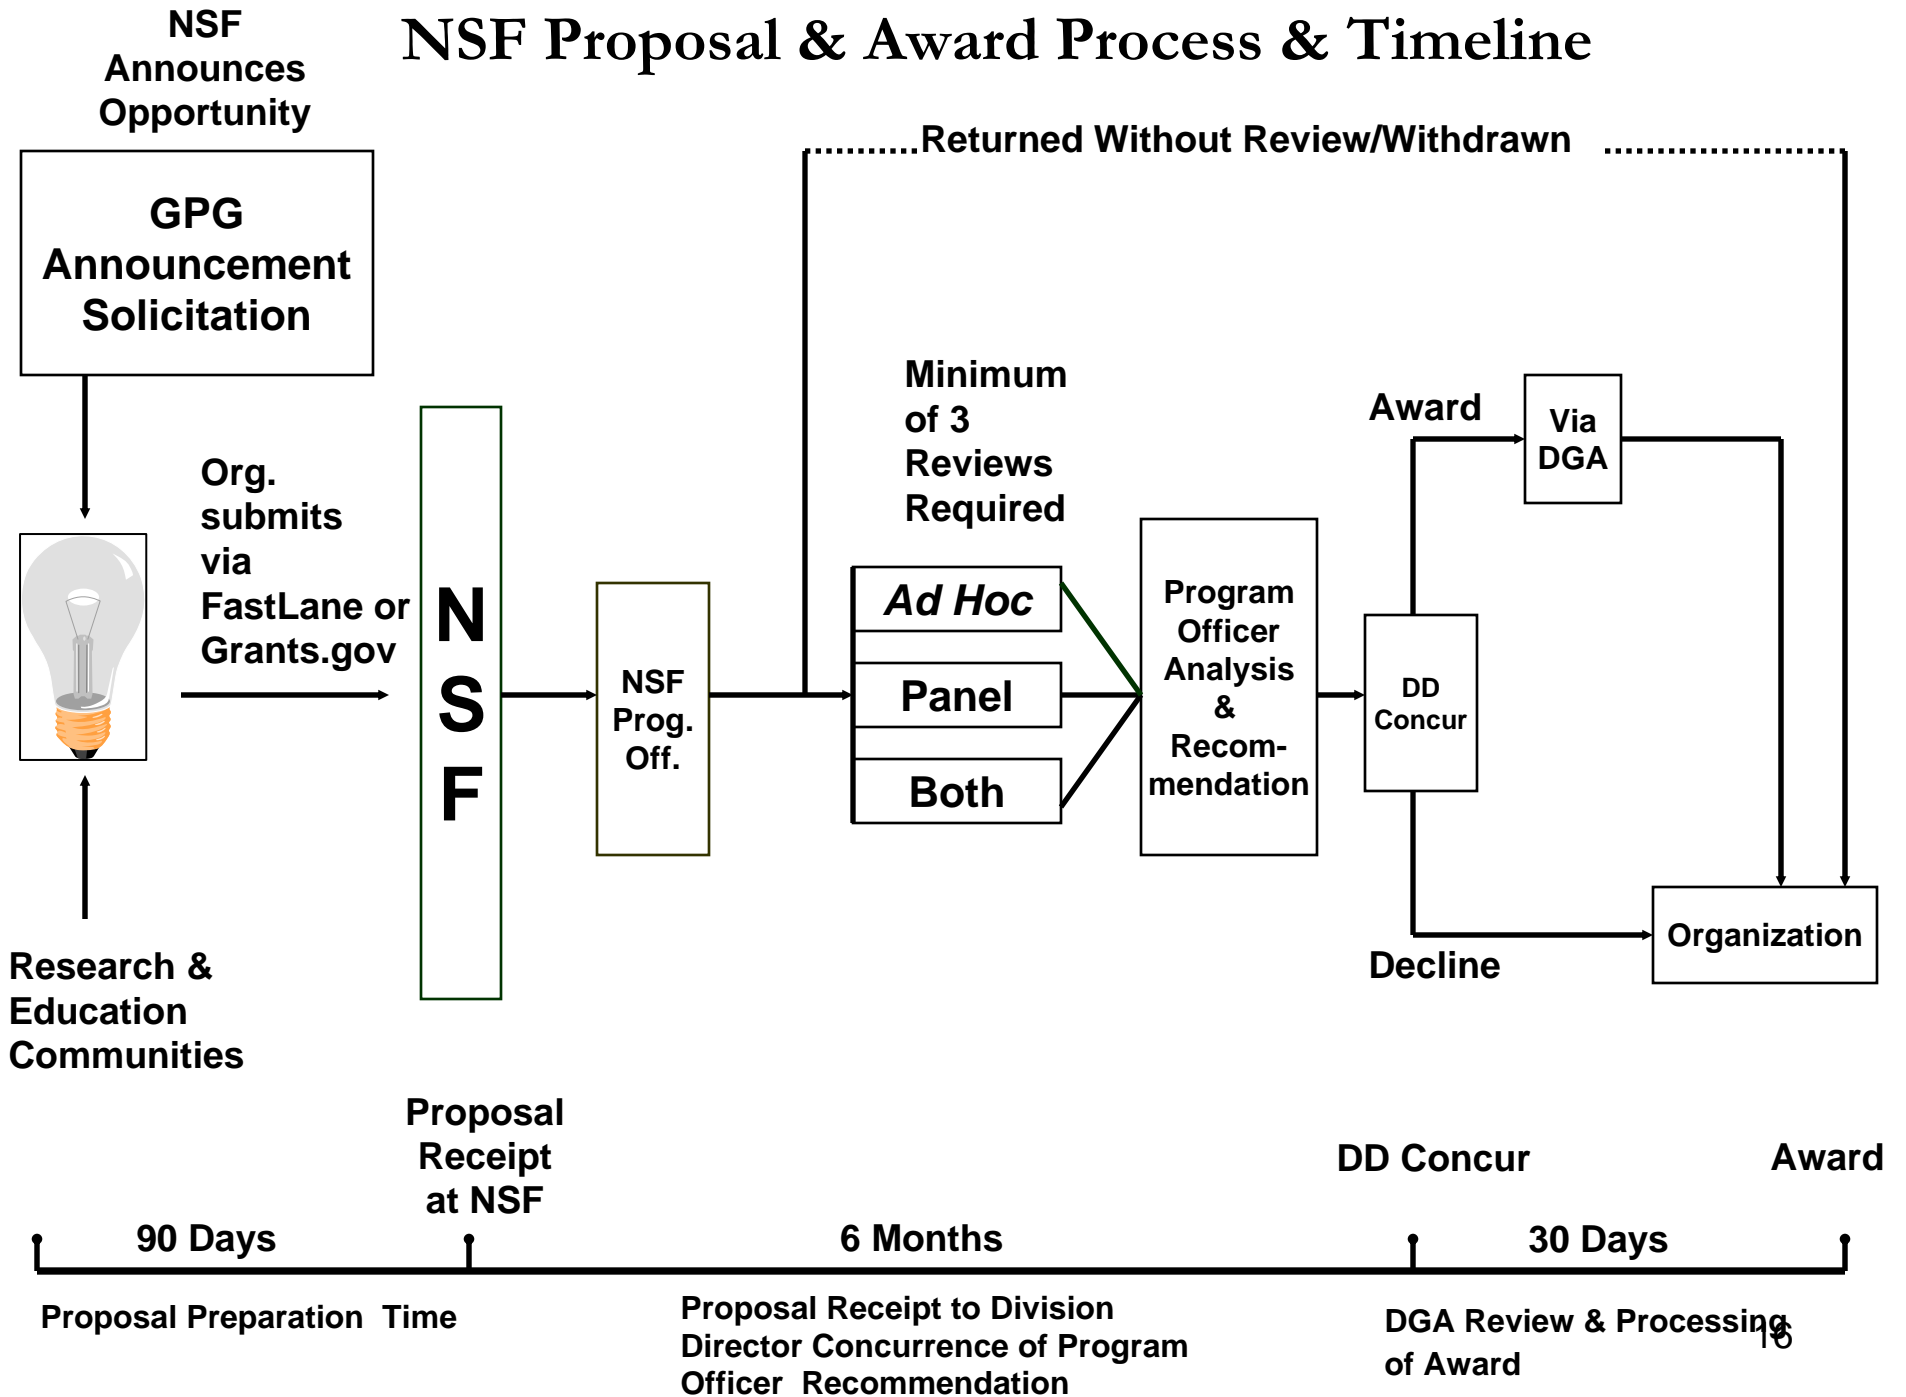 NSF Proposal & Award Process & Timeline
NSF
Announces
Opportunity
GPG
Announcement
Solicitation
Returned Without Review/Withdrawn
Org.
submits
via
FastLane or
Grants.gov
Research &
Education
Communities
N
S
F
NSF
Prog.
Off.
Minimum
of 3
Reviews
Required
Ad Hoc
Panel
Both
Program
Officer
Analysis
&
Recom-
mendation
DD
Concur
Award
Via
DGA
Decline
Organization
Proposal
Receipt
at NSF
DD Concur
Award
90 Days
6 Months
30 Days
Proposal Preparation Time
Proposal Receipt to Division
Director Concurrence of Program
Officer Recommendation
DGA Review & Processing
of Award
16